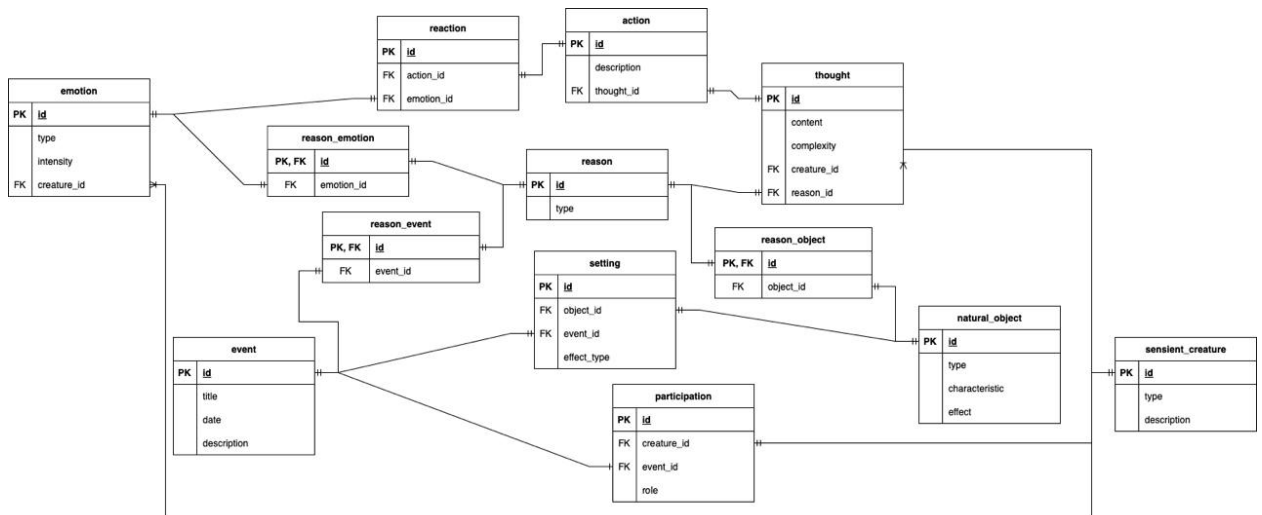 reaction
PK id
FK action_id
FK emotion_id
action
PK id
description
FK thought_id
thought
PK id
content
complexity
FK creature_id
FK reason_id
emotion
PK id
type
intensity
FK creature_id
reason_emotion
PK, FK id
FK emotion_id
reason
PK id
type
reason_event
PK, FK id
FK event_id
reason_object
PK, FK id
FK object_id
setting
PK id
FK object_id
FK event_id
effect_type
natural_object
PK id
type
characteristic
effect
event
PK id
title
date
description
sensient_creature
PK id
type
description
participation
PK id
FK creature_id
FK event_id
role